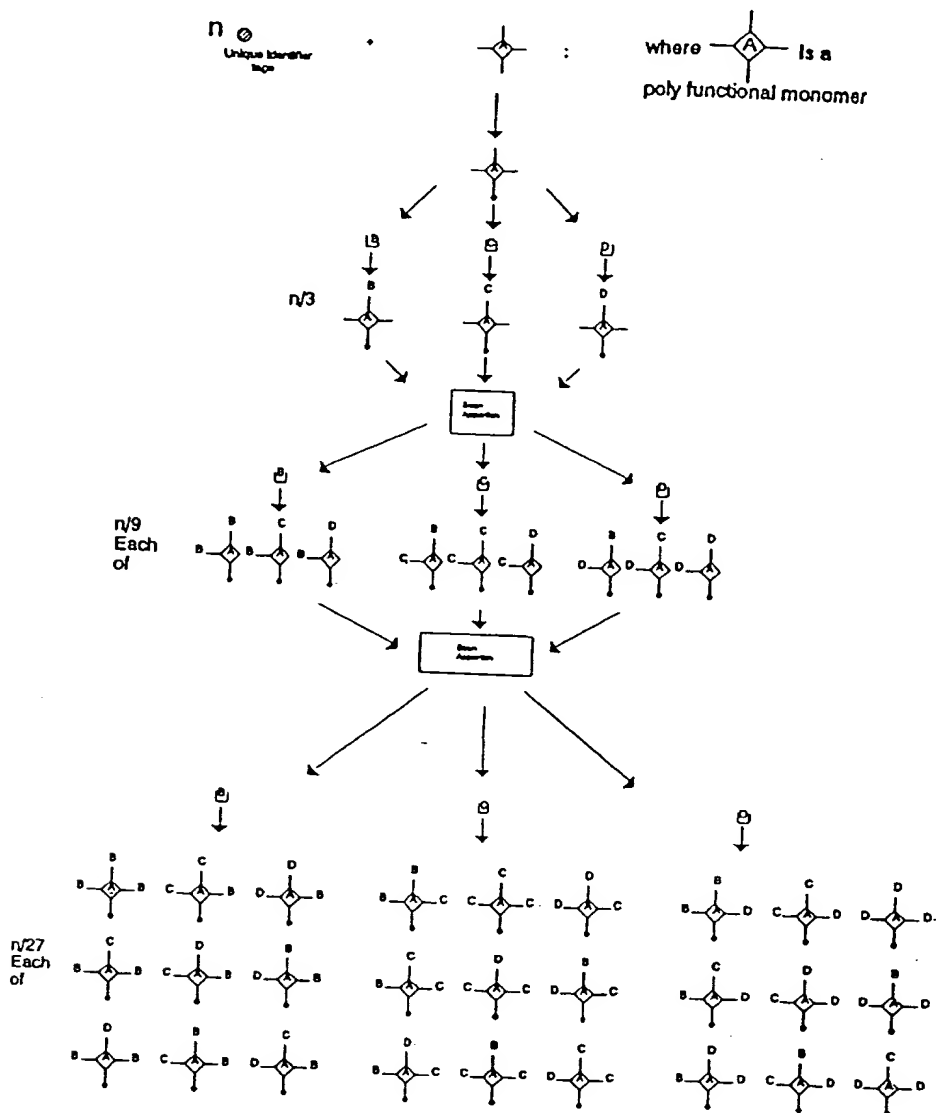 n
Unique Identifier
tags
+
A
:
where A is a
poly functional monomer
A
B C D
B C D
n/3
A A A
B C D
n/9
Each
of
B C D B C D B C D
B A B A B A C A C A C A D A D A D A
B C D
B C D B C D B C D
B A B C A B D A B B A C C A C D A C B A D C A D D A D
n/27
Each
of
C D B C D B C D B
B A B C A B D A B B A C C A C D A C B A D C A D D A D
D B C D B C D B C
B A B C A B D A B B A C C A C D A C B A D C A D D A D